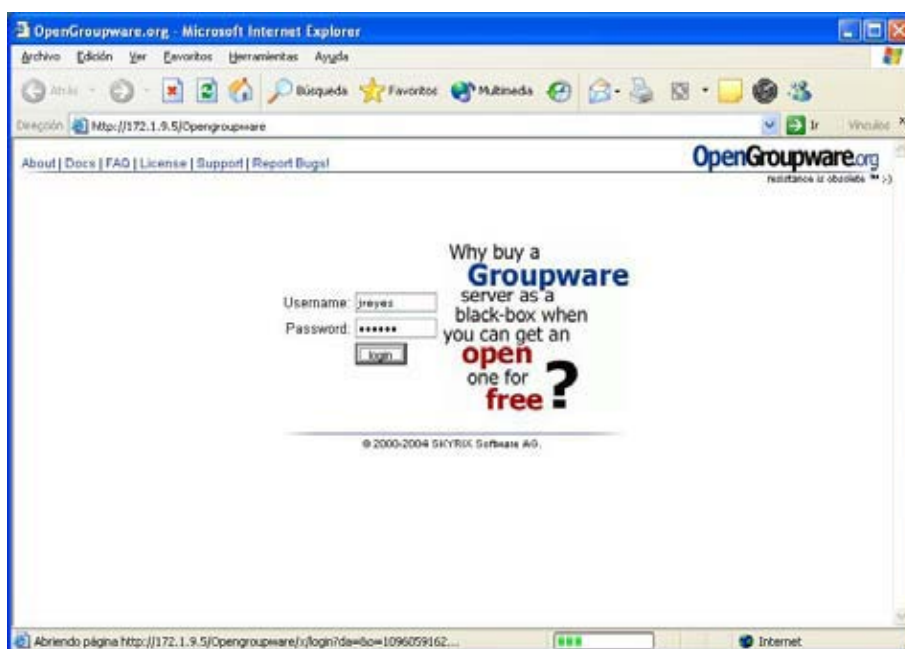 OpenGroupware.org - Microsoft Internet Explorer
Archivo Edición Ver Favoritos Herramientas Ayuda
Atrás Búsqueda Favoritos Multimedia
Dirección http://172.1.9.5/Opengroupware Ir Vínculos
About | Docs | FAQ | License | Support | Report Bugs!
OpenGroupware.org
resistance is obsolete ™ ;-)
Why buy a
Groupware
server as a
black-box when
you can get an
open
one for
free ?
Username: jreyes
Password: ••••••
login
© 2000-2004 SKYRIX Software AG.
Abriendo página http://172.1.9.5/Opengroupware/x/login?da=&o=1096059162... Internet